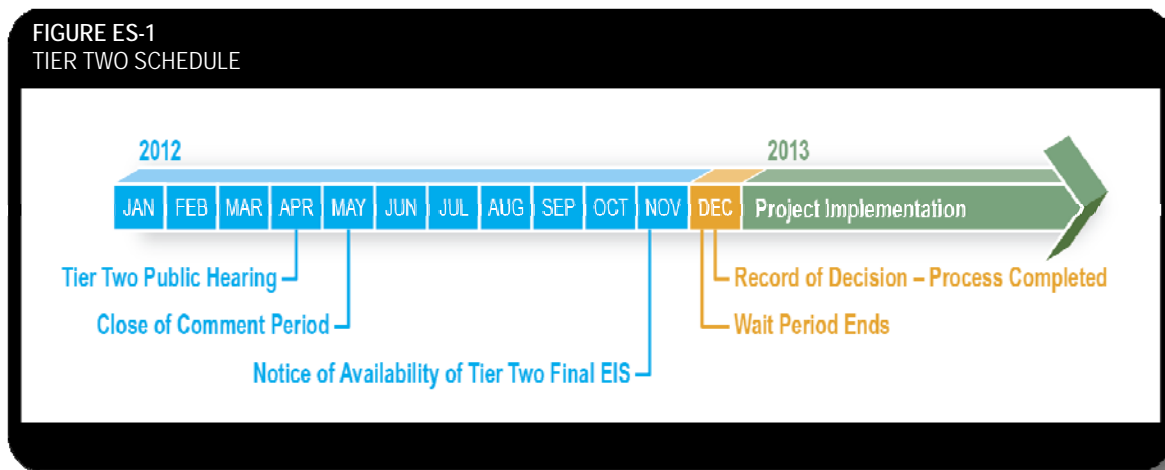 FIGURE ES-1
TIER TWO SCHEDULE
2012 2013
JAN FEB MAR APR MAY JUN JUL AUG SEP OCT NOV DEC Project Implementation
Tier Two Public Hearing Record of Decision – Process Completed
Close of Comment Period Wait Period Ends
Notice of Availability of Tier Two Final EIS